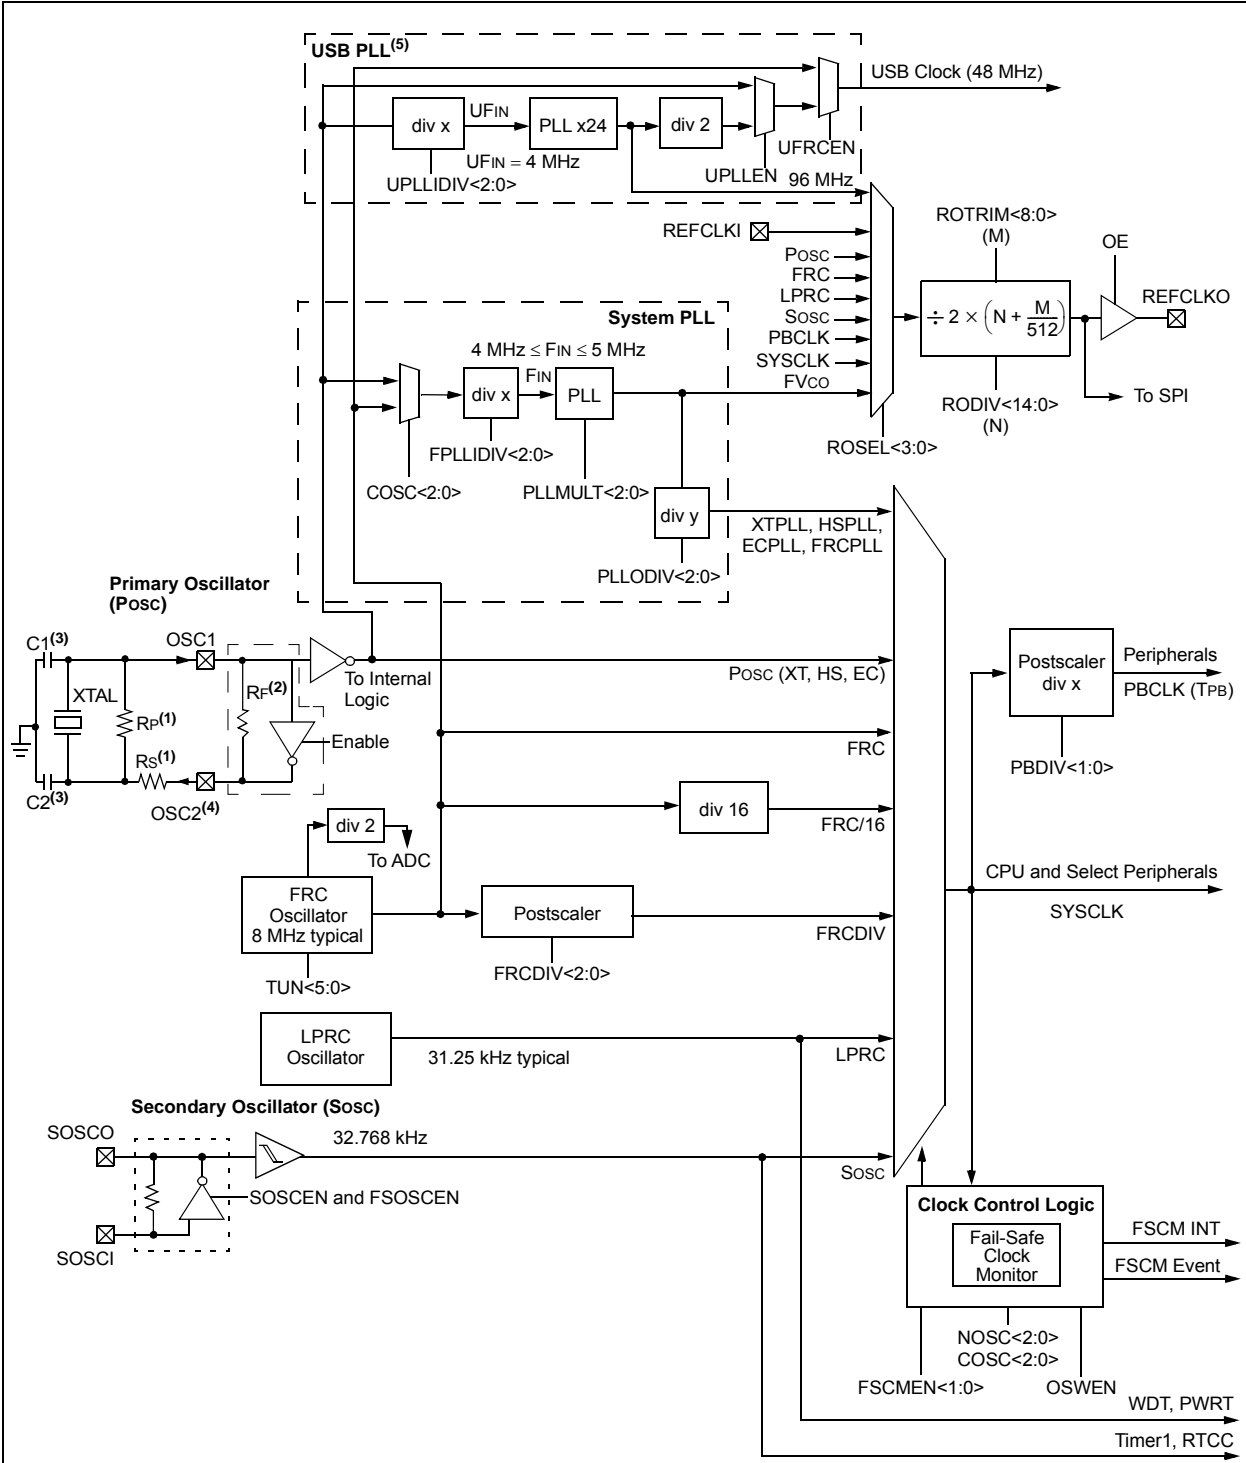 USB PLL(5)
USB Clock (48 MHz)
div x
UFIN
PLL x24
div 2
UFIN = 4 MHz
UFRCEN
UPLLIDIV<2:0>
UPLLEN
96 MHz
REFCLKI
POSC
FRC
LPRC
SOSC
PBCLK
SYSCLK
FVCO
ROTRIM<8:0>
(M)
OE
REFCLKO
÷ 2 × (N + M/512)
RODIV<14:0>
(N)
To SPI
ROSEL<3:0>
System PLL
4 MHz ≤ FIN ≤ 5 MHz
FIN
div x
PLL
FPLLIDIV<2:0>
COSC<2:0>
PLLMULT<2:0>
div y
XTPLL, HSPLL,
ECPLL, FRCPLL
PLLODIV<2:0>
Primary Oscillator
(POSC)
C1(3)
OSC1
XTAL
RP(1)
RF(2)
To Internal
Logic
Enable
RS(1)
C2(3)
OSC2(4)
POSC (XT, HS, EC)
Postscaler
div x
Peripherals
PBCLK (TPB)
PBDIV<1:0>
FRC
div 16
FRC/16
div 2
To ADC
FRC
Oscillator
8 MHz typical
TUN<5:0>
Postscaler
FRCDIV
FRCDIV<2:0>
CPU and Select Peripherals
SYSCLK
LPRC
Oscillator
31.25 kHz typical
LPRC
Secondary Oscillator (SOSC)
SOSCO
32.768 kHz
SOSCEN and FSOSCEN
SOSCI
SOSC
Clock Control Logic
Fail-Safe
Clock
Monitor
FSCM INT
FSCM Event
NOSC<2:0>
COSC<2:0>
FSCMEN<1:0>
OSWEN
WDT, PWRT
Timer1, RTCC